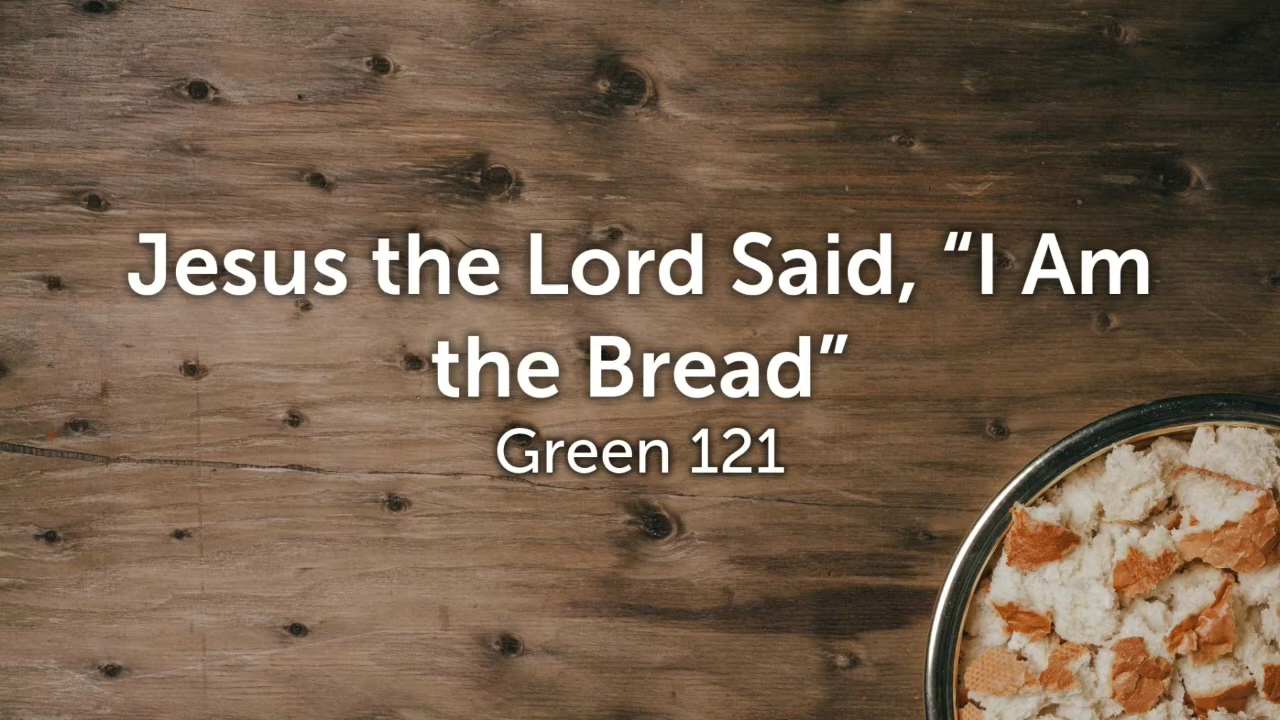 Jesus the Lord Said, “I Am
the Bread”
Green 121